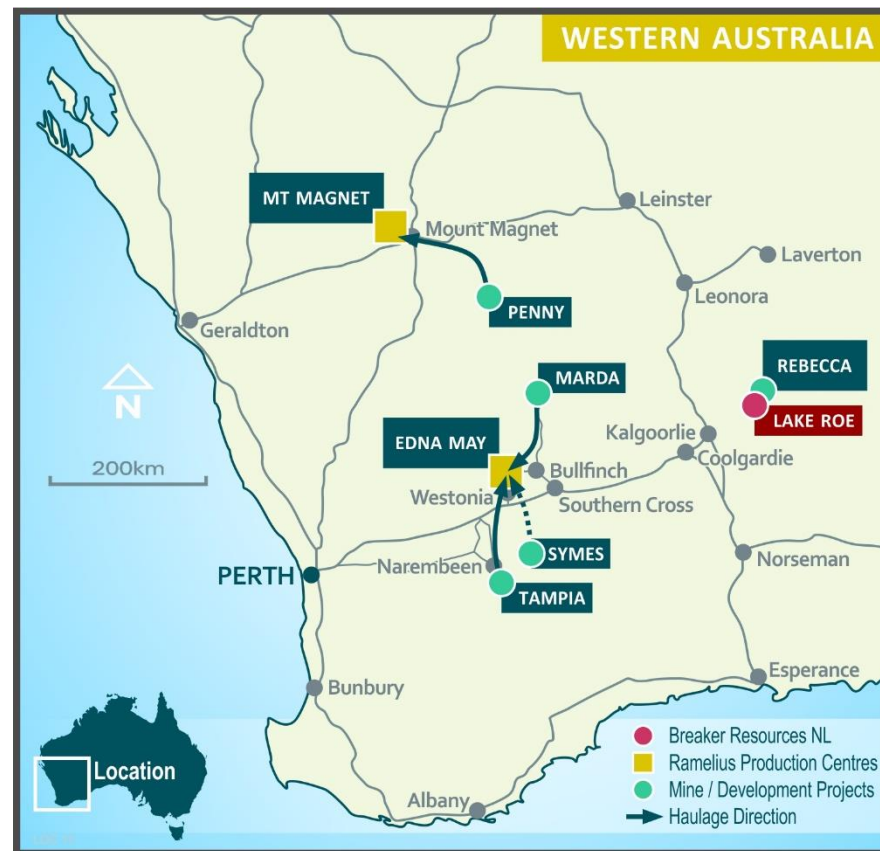 WESTERN AUSTRALIA
MT MAGNET
Leinster
Mount Magnet
Laverton
Leonora
PENNY
Geraldton
N
MARDA
REBECCA
LAKE ROE
EDNA MAY
Kalgoorlie
200km
Bullfinch
Coolgardie
Westonia
Southern Cross
SYMES
Norseman
Narembeen
PERTH
TAMPIA
Esperance
Bunbury
Breaker Resources NL
Ramelius Production Centres
Location
Mine / Development Projects
Albany
Haulage Direction